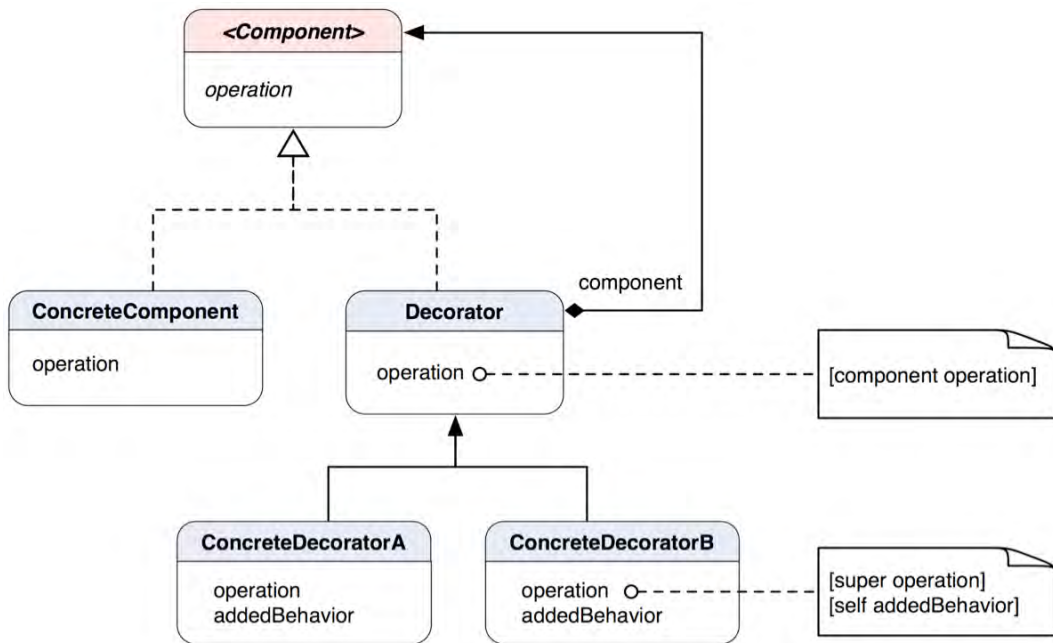 <Component>
operation
component
ConcreteComponent
operation
Decorator
operation
[component operation]
ConcreteDecoratorA
operation
addedBehavior
ConcreteDecoratorB
operation
addedBehavior
[super operation]
[self addedBehavior]